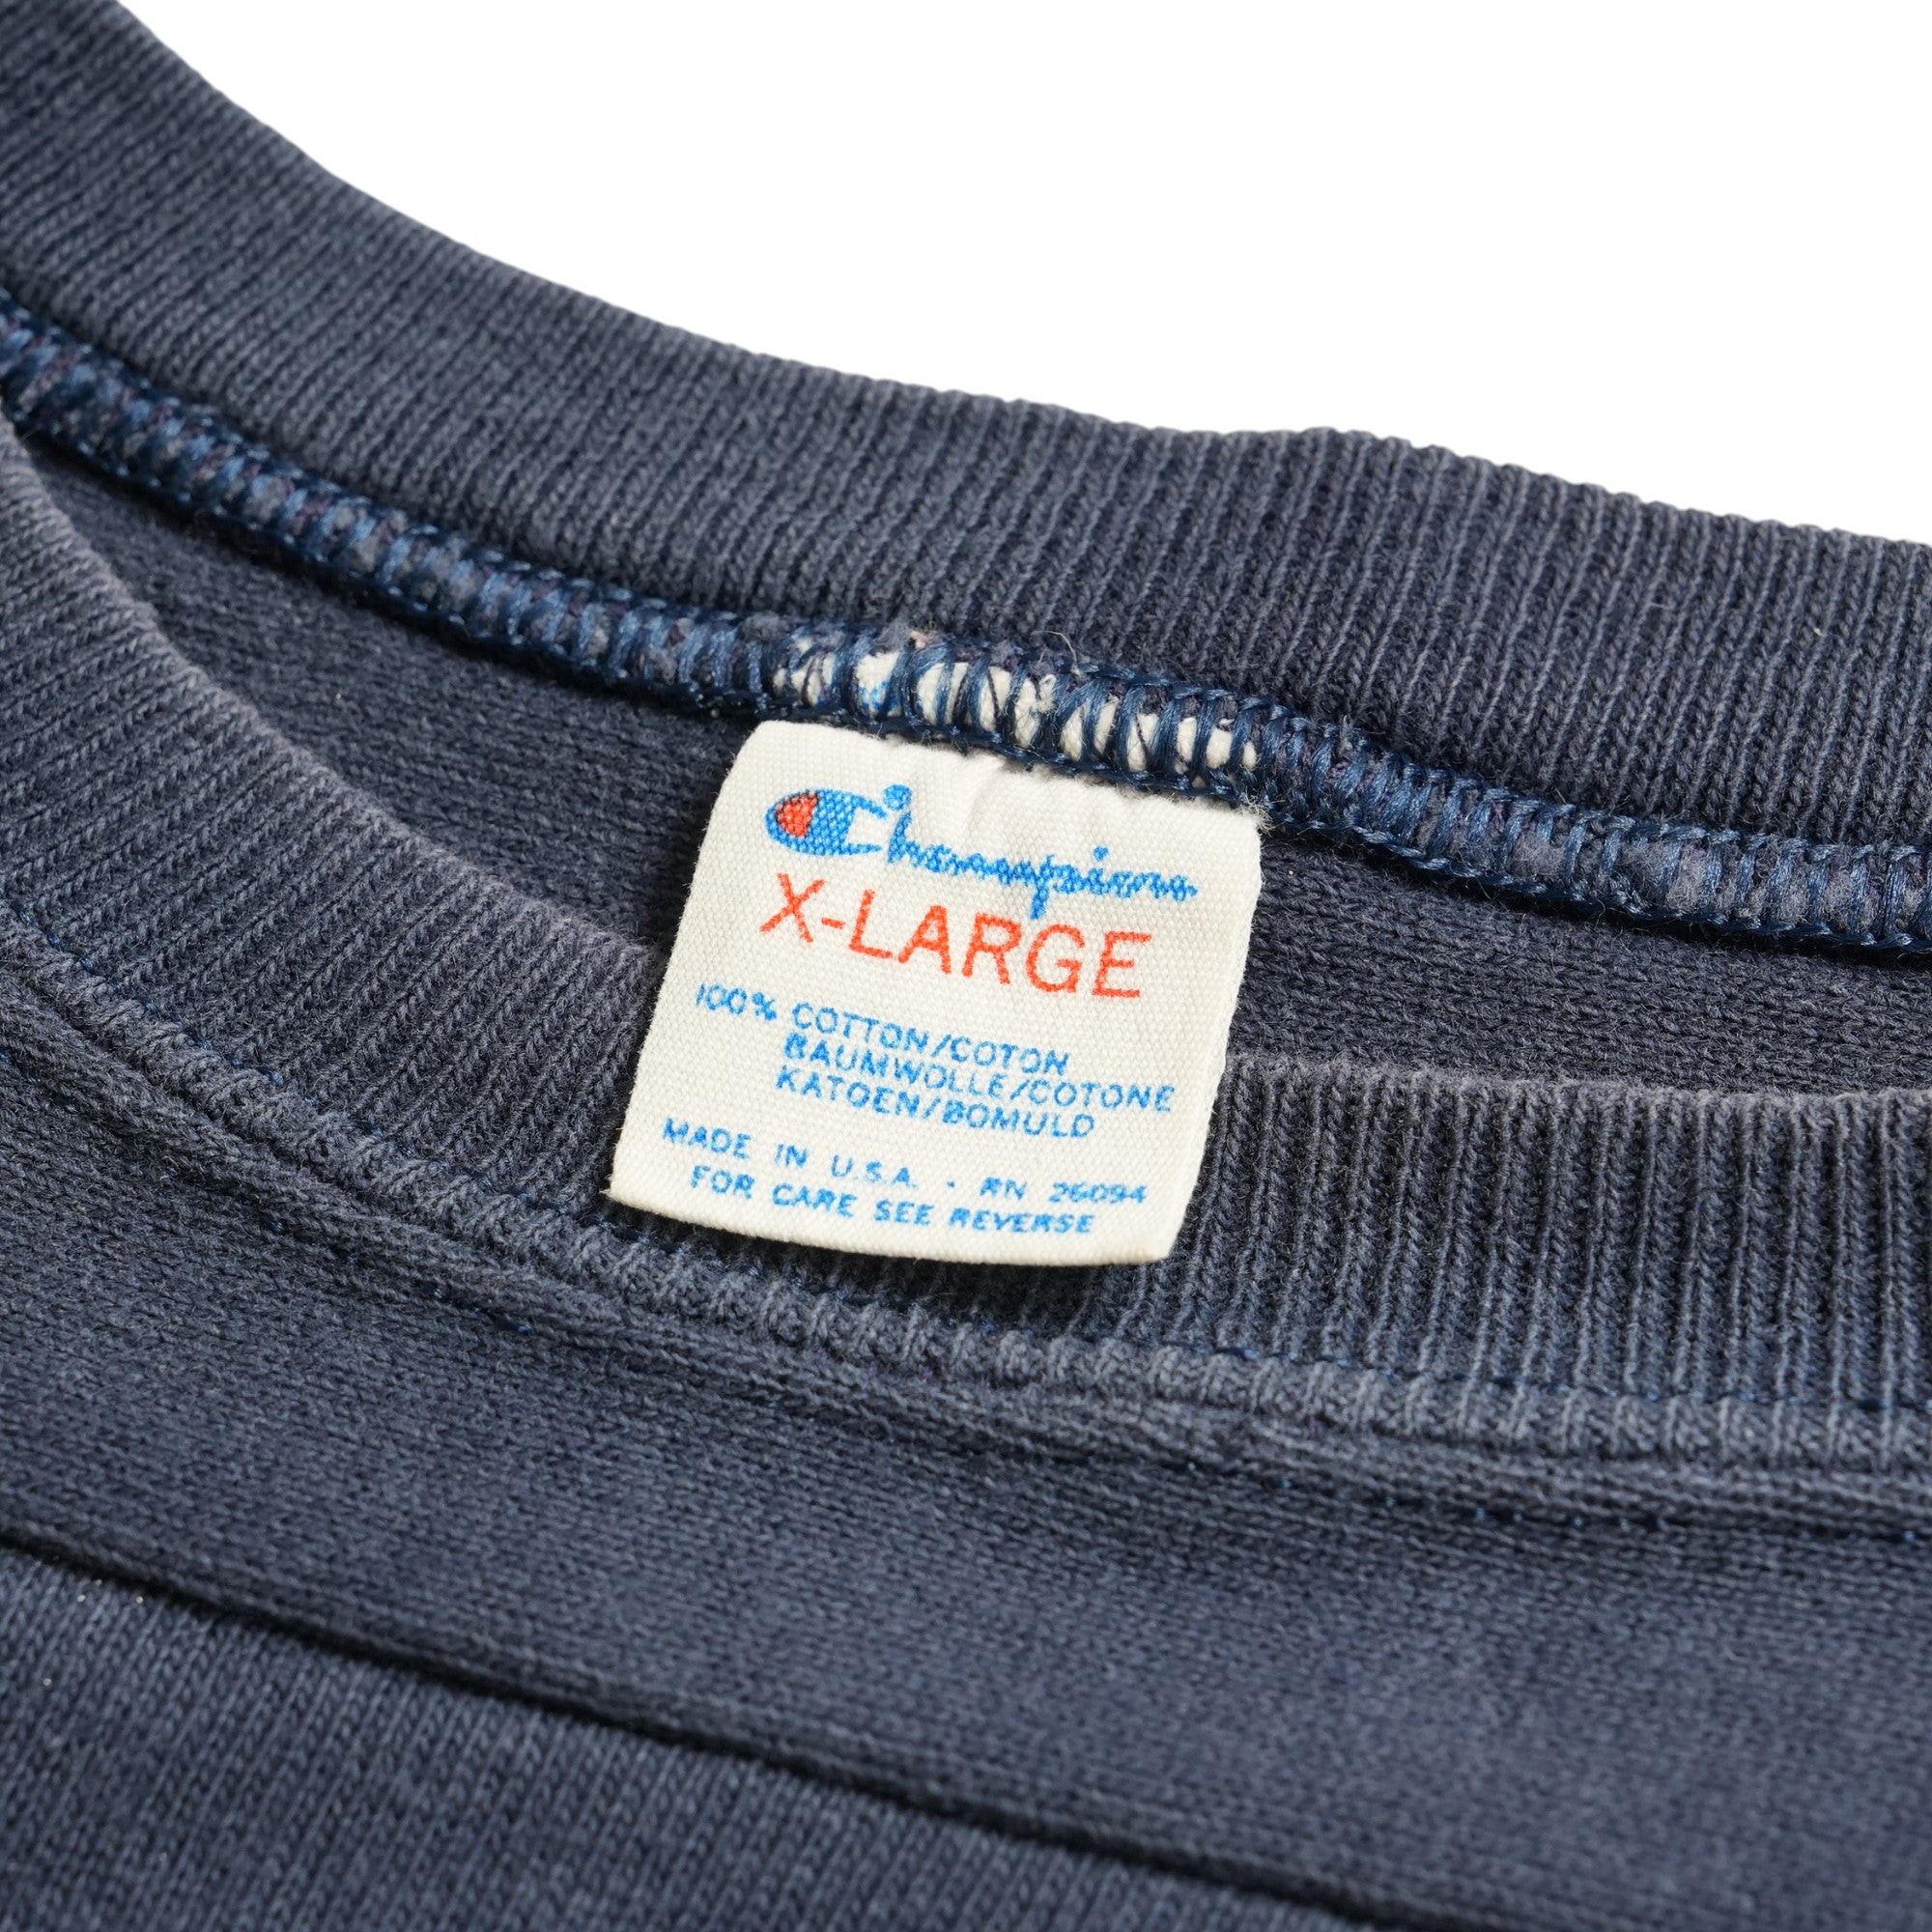 Champion
X-LARGE
100% COTTON/COTON
BAUMWOLLE/COTONE
KATOEN/BOMULD
MADE IN U.S.A. - RN 26094
FOR CARE SEE REVERSE